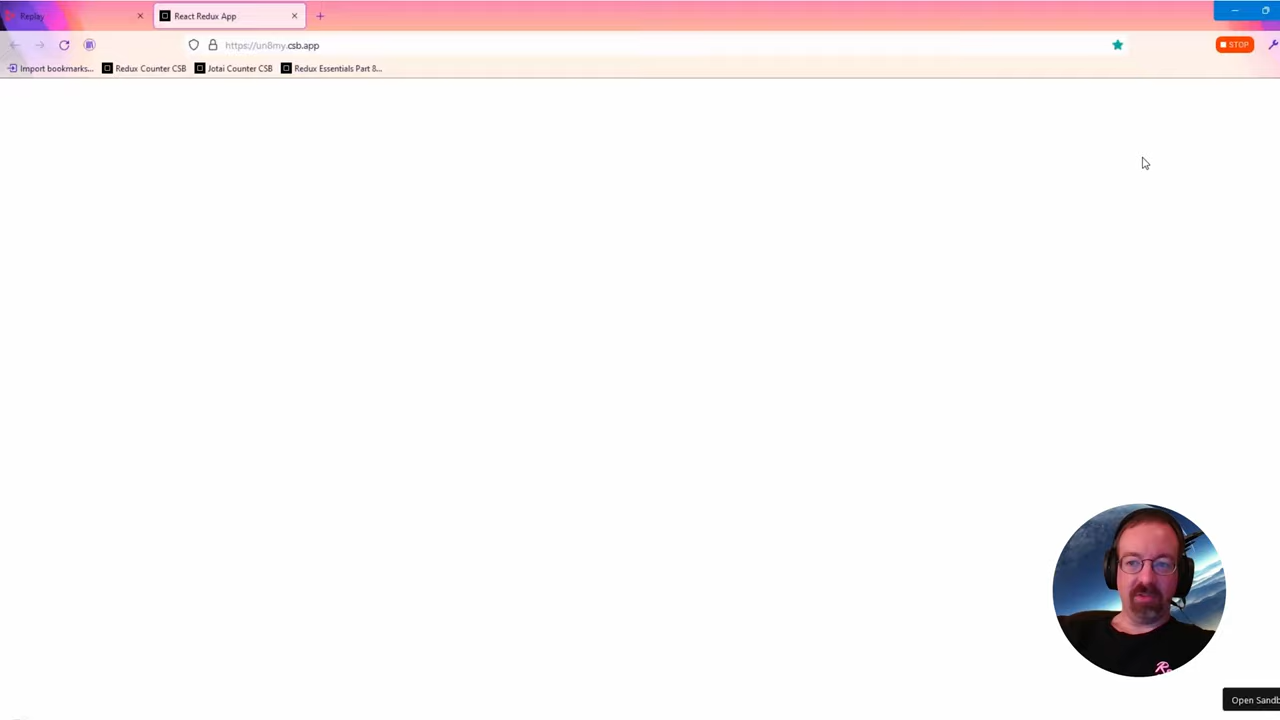 Replay
React Redux App
https://un8my.csb.app
STOP
Import bookmarks...
Redux Counter CSB
Jotai Counter CSB
Redux Essentials Part 8...
Open Sandb